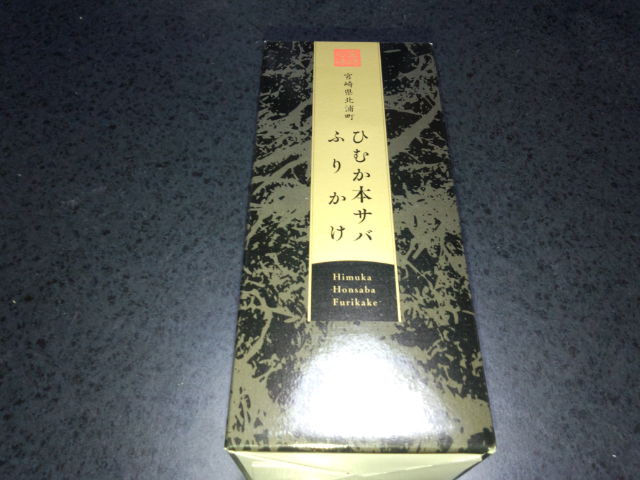 宮崎県北浦町
ひむか本サバ
ふりかけ
Himuka
Honsaba
Furikake